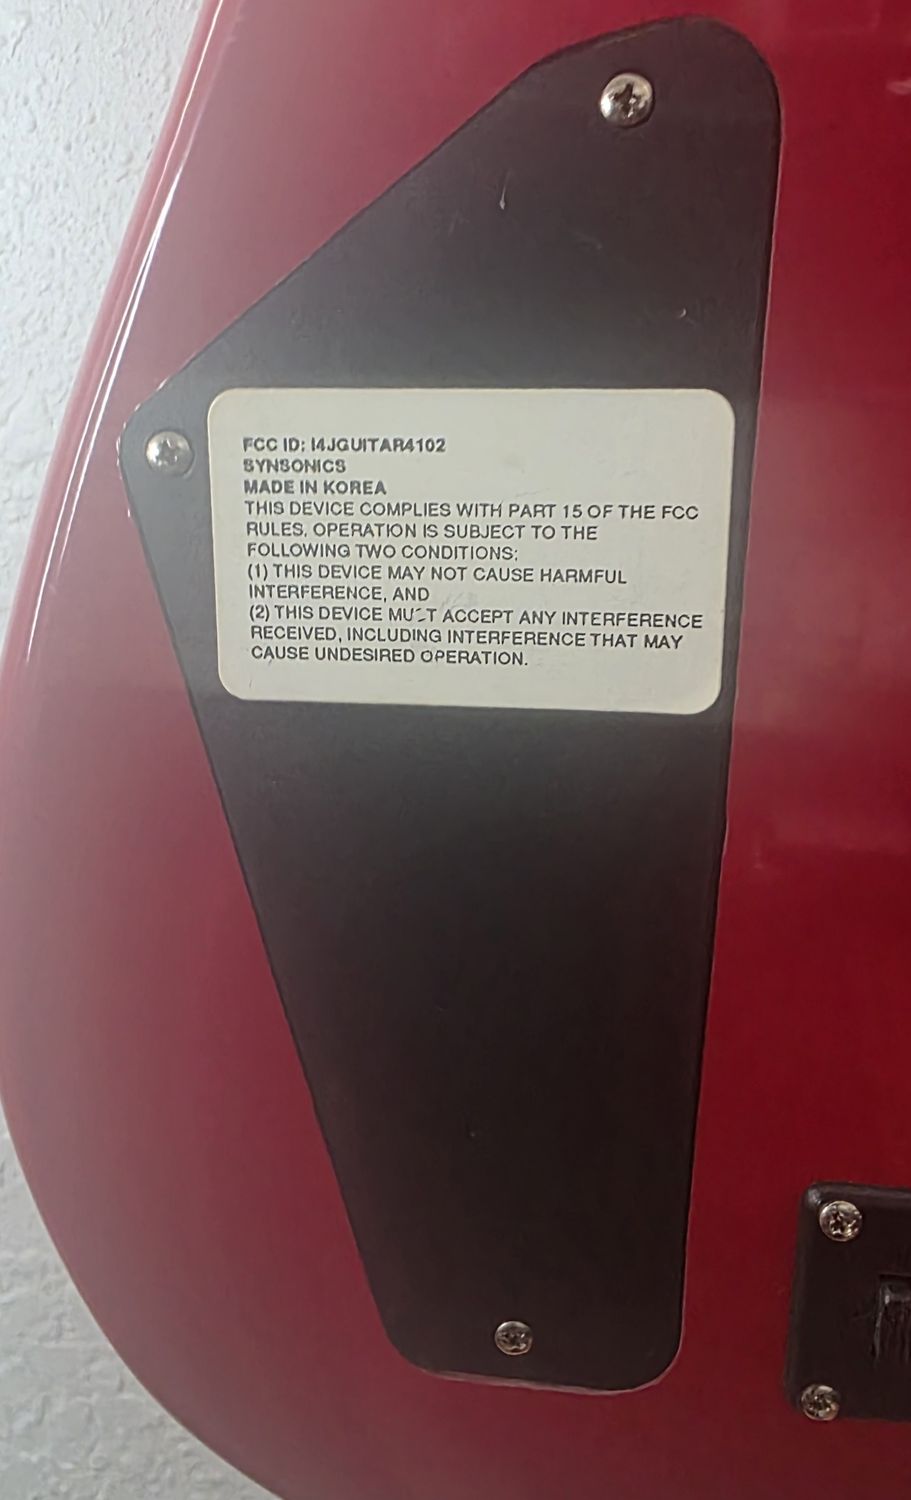 FCC ID: I4JGUITAR4102
SYNSONICS
MADE IN KOREA
THIS DEVICE COMPLIES WITH PART 15 OF THE FCC
RULES. OPERATION IS SUBJECT TO THE
FOLLOWING TWO CONDITIONS:
(1) THIS DEVICE MAY NOT CAUSE HARMFUL
INTERFERENCE, AND
(2) THIS DEVICE MUST ACCEPT ANY INTERFERENCE
RECEIVED, INCLUDING INTERFERENCE THAT MAY
CAUSE UNDESIRED OPERATION.